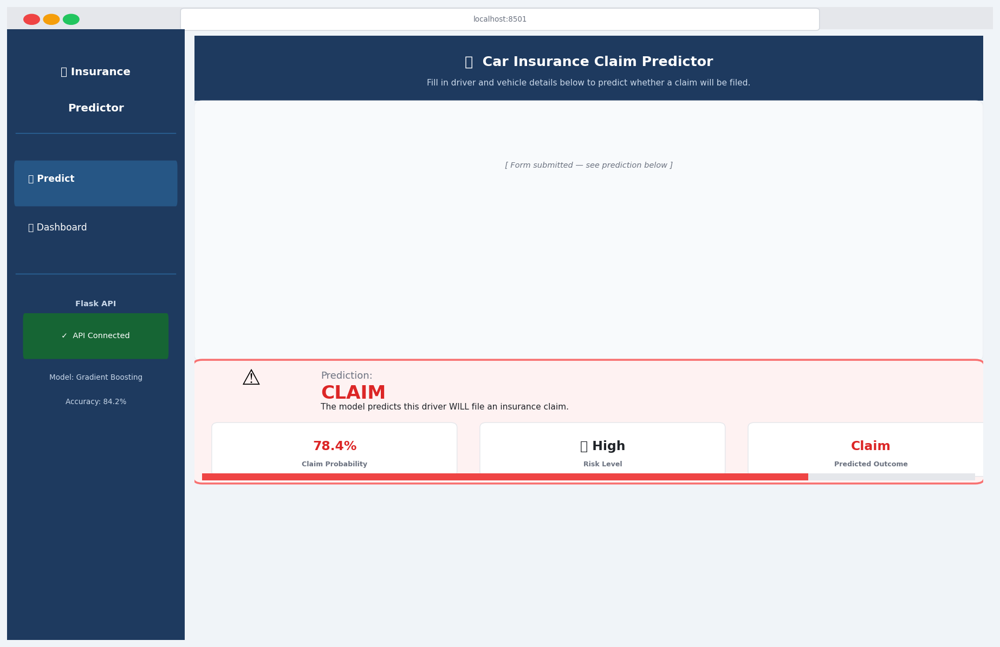 localhost:8501
Insurance
Predictor
Predict
Dashboard
Flask API
✓ API Connected
Model: Gradient Boosting
Accuracy: 84.2%
Car Insurance Claim Predictor
Fill in driver and vehicle details below to predict whether a claim will be filed.
[ Form submitted — see prediction below ]
⚠
Prediction:
CLAIM
The model predicts this driver WILL file an insurance claim.
78.4%
Claim Probability
High
Risk Level
Claim
Predicted Outcome